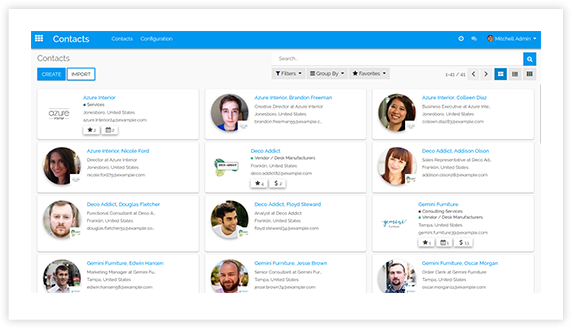 Contacts Contacts Configuration Mitchell Admin
Contacts
Search...
CREATE IMPORT
Filters Group By Favorites 1-41 / 41
Azure Interior
Services
Jonesboro, United States
azure.Interior24@example.com
2 2
Azure Interior, Brandon Freeman
Creative Director at Azure Interior
Jonesboro, United States
brandon.freeman55@example.c...
Azure Interior, Colleen Diaz
Business Executive at Azure Inte...
Jonesboro, United States
colleen.diaz83@example.com
Azure Interior, Nicole Ford
Director at Azure Interior
Jonesboro, United States
nicole.ford75@example.com
Deco Addict
Vendor / Desk Manufacturers
Franklin, United States
deco.addict82@example.com
4 2
Deco Addict, Addison Olson
Sales Representative at Deco Ad...
Franklin, United States
addison.olson28@example.com
Deco Addict, Douglas Fletcher
Functional Consultant at Deco A...
Franklin, United States
douglas.fletcher51@example.co...
Deco Addict, Floyd Steward
Analyst at Deco Addict
Franklin, United States
floyd.steward34@example.com
gemini
Gemini Furniture
Consulting Services
Vendor / Desk Manufacturers
Tampa, United States
gemini.furniture39@example.com
1 1 11
Gemini Furniture, Edwin Hansen
Marketing Manager at Gemini Fu...
Tampa, United States
edwin.hansen58@example.com
Gemini Furniture, Jesse Brown
Senior Consultant at Gemini Fur...
Tampa, United States
jesse.brown74@example.com
Gemini Furniture, Oscar Morgan
Order Clerk at Gemini Furniture
Tampa, United States
oscar.morgan11@example.com